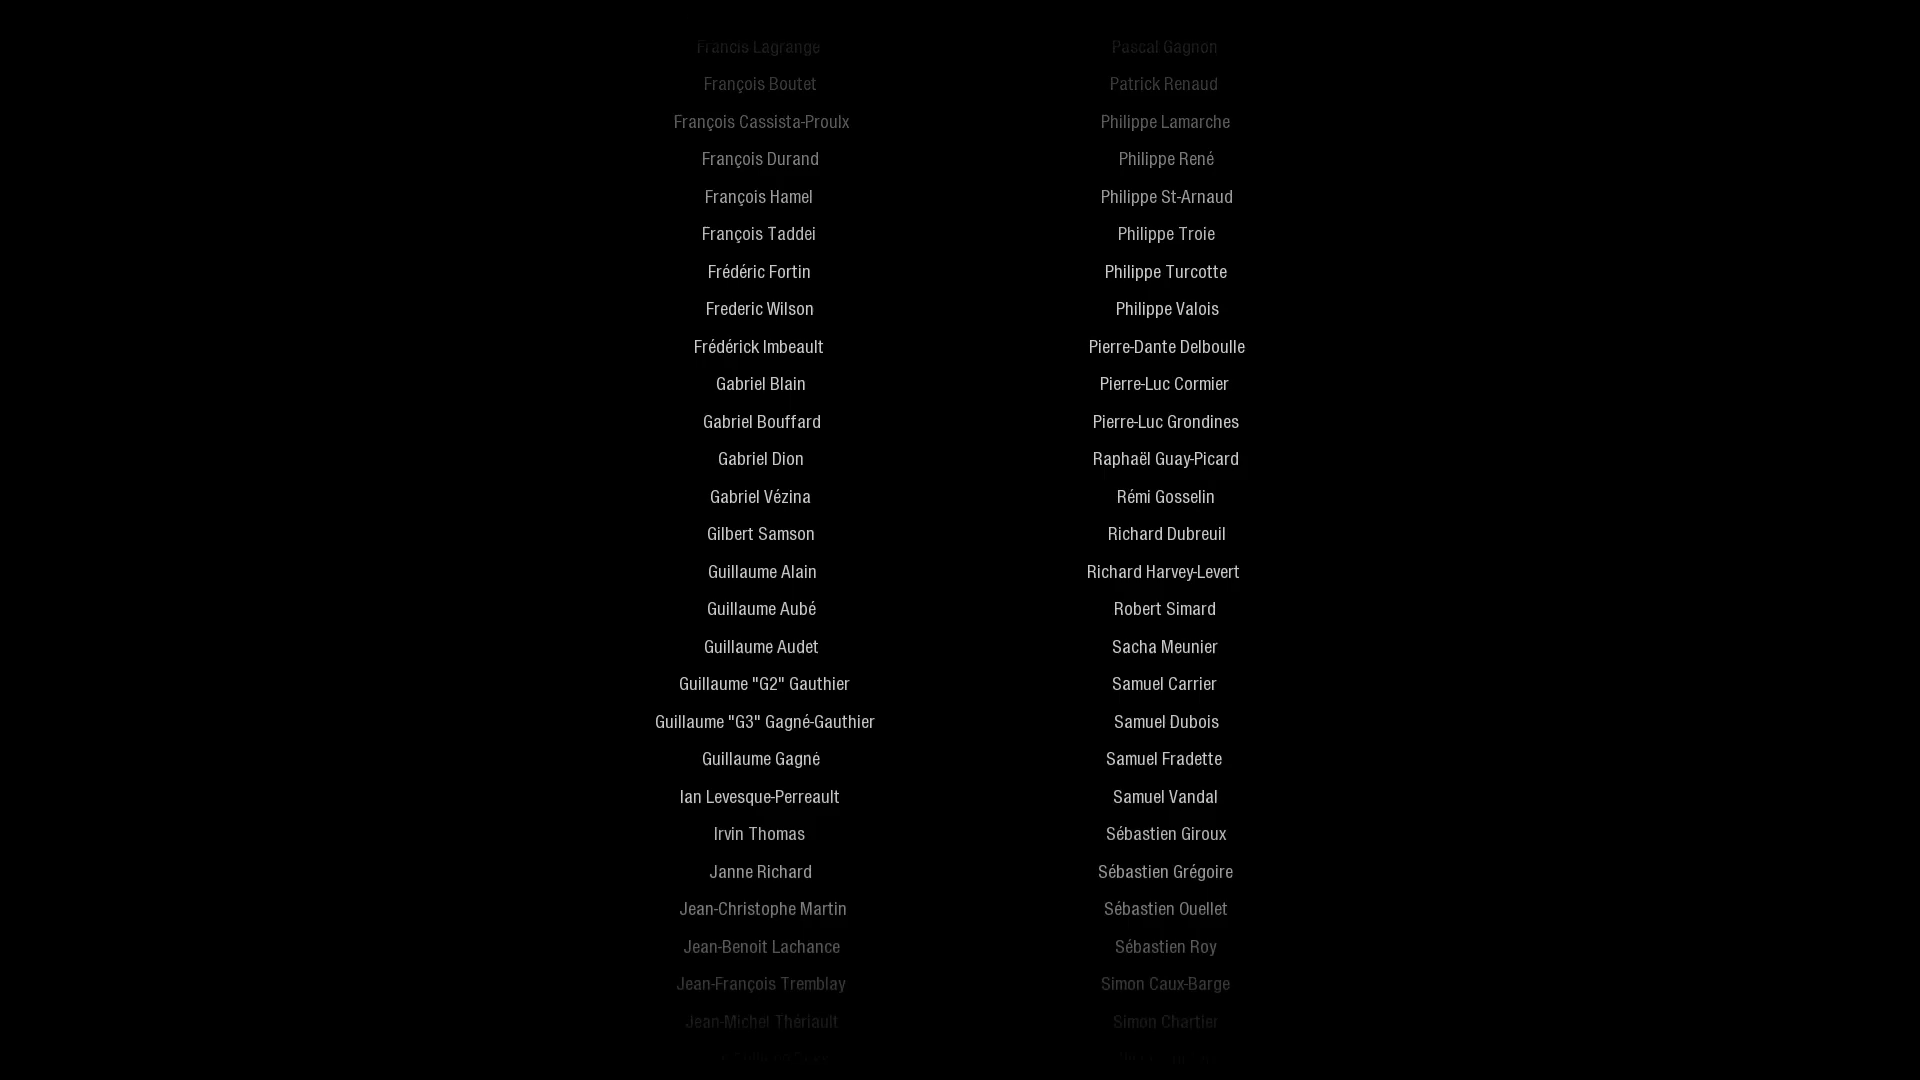 Francis Lagrange
François Boutet
François Cassista-Proulx
François Durand
François Hamel
François Taddei
Frédéric Fortin
Frederic Wilson
Frédérick Imbeault
Gabriel Blain
Gabriel Bouffard
Gabriel Dion
Gabriel Vézina
Gilbert Samson
Guillaume Alain
Guillaume Aubé
Guillaume Audet
Guillaume "G2" Gauthier
Guillaume "G3" Gagné-Gauthier
Guillaume Gagné
Ian Levesque-Perreault
Irvin Thomas
Janne Richard
Jean-Christophe Martin
Jean-Benoit Lachance
Jean-François Tremblay
Jean-Michel Thériault
Pascal Gagnon
Patrick Renaud
Philippe Lamarche
Philippe René
Philippe St-Arnaud
Philippe Troie
Philippe Turcotte
Philippe Valois
Pierre-Dante Delboulle
Pierre-Luc Cormier
Pierre-Luc Grondines
Raphaël Guay-Picard
Rémi Gosselin
Richard Dubreuil
Richard Harvey-Levert
Robert Simard
Sacha Meunier
Samuel Carrier
Samuel Dubois
Samuel Fradette
Samuel Vandal
Sébastien Giroux
Sébastien Grégoire
Sébastien Ouellet
Sébastien Roy
Simon Caux-Barge
Simon Chartier